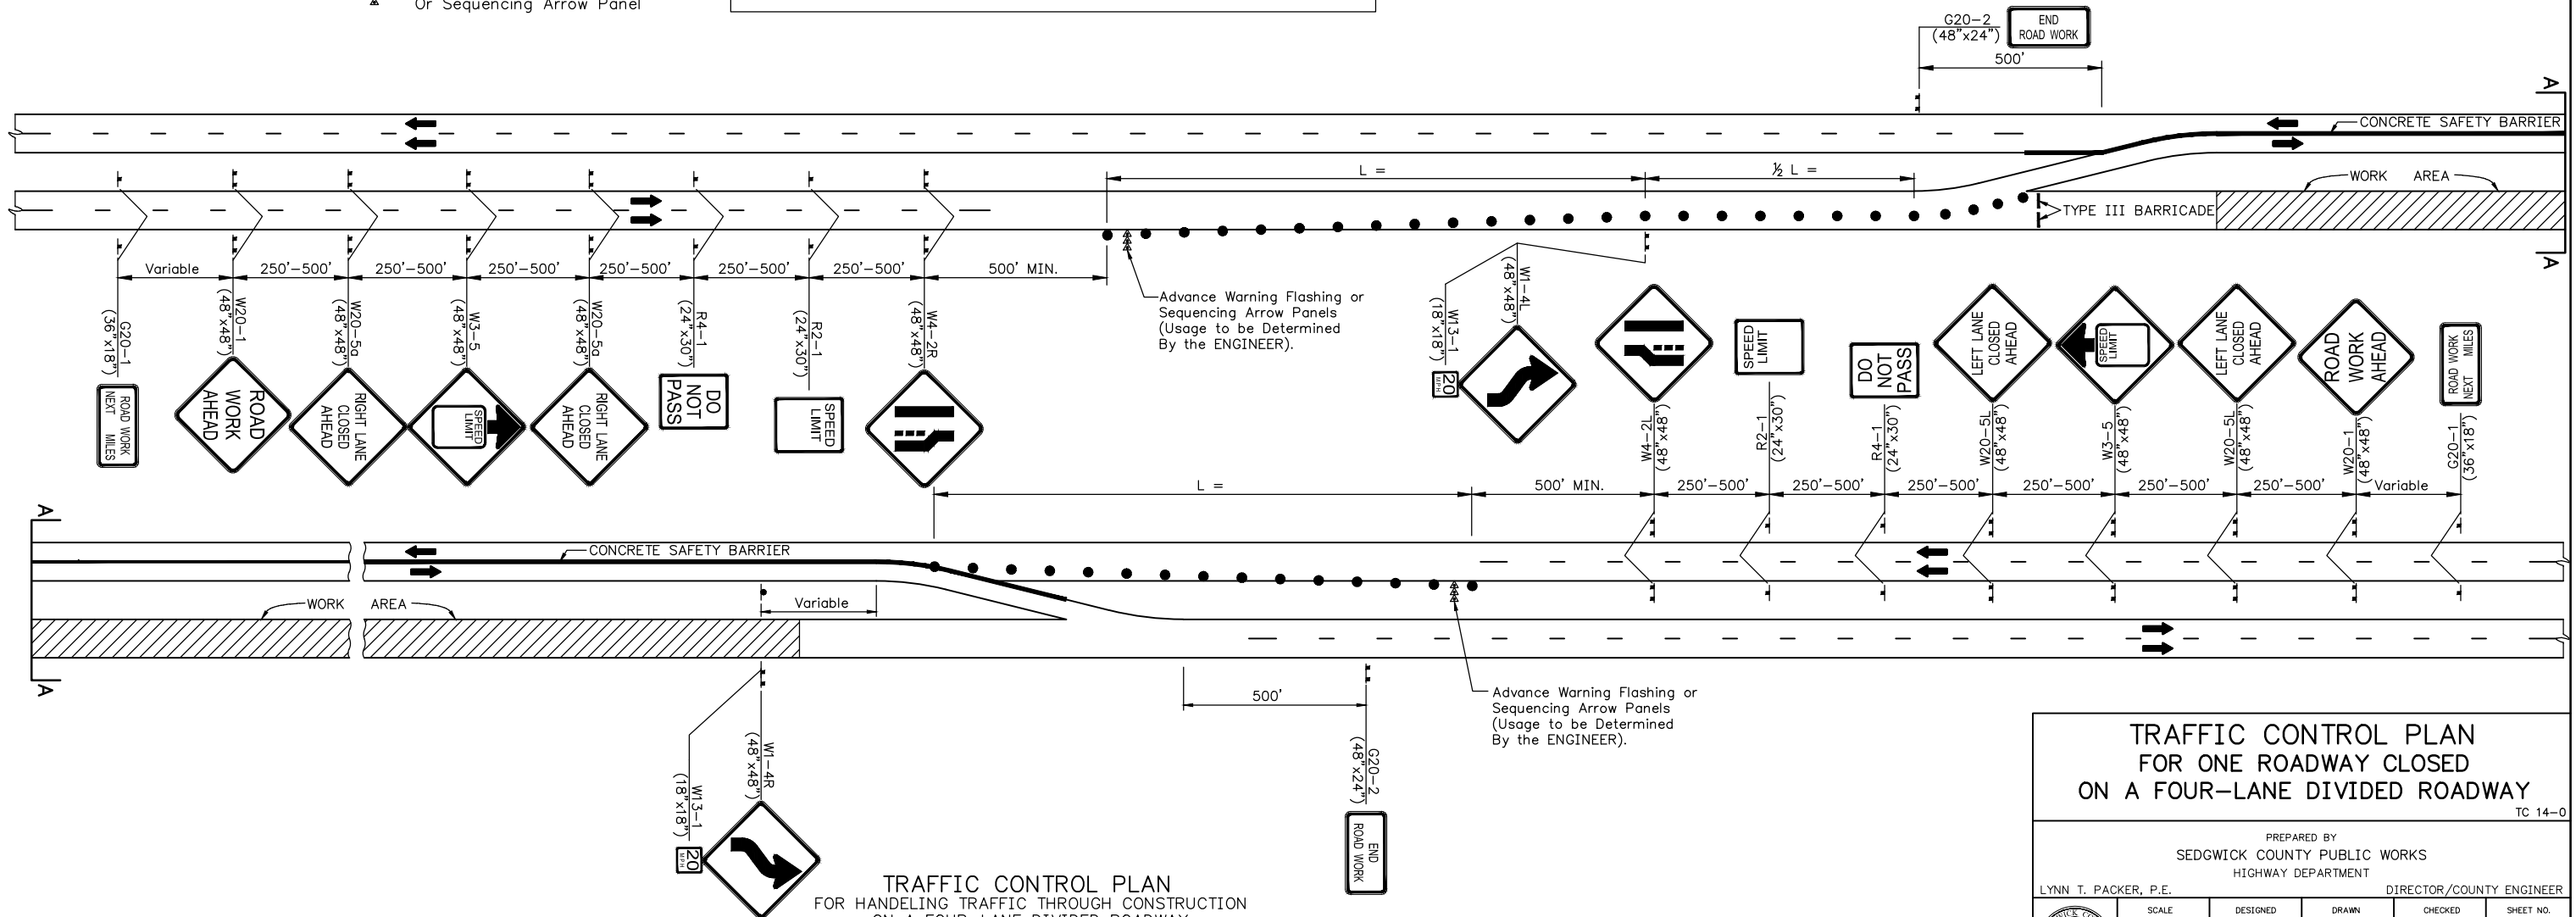 Or Sequencing Arrow Panel
G20-2
(48"x24")
END
ROAD WORK
500'
A
A
CONCRETE SAFETY BARRIER
L =
½ L =
WORK AREA
TYPE III BARRICADE
Variable
250'-500'
250'-500'
250'-500'
250'-500'
250'-500'
250'-500'
500' MIN.
Advance Warning Flashing or
Sequencing Arrow Panels
(Usage to be Determined
By the ENGINEER).
G20-1
(36"x18")
W20-1
(48"x48")
W20-5a
(48"x48")
W3-5
(48"x48")
W20-5a
(48"x48")
R4-1
(24"x30")
R2-1
(24"x30")
W4-2R
(48"x48")
W13-1
(18"x18")
W1-4L
(48"x48")
ROAD WORK
NEXT MILES
ROAD
WORK
AHEAD
RIGHT LANE
CLOSED
AHEAD
SPEED
LIMIT
RIGHT LANE
CLOSED
AHEAD
DO
NOT
PASS
SPEED
LIMIT
20
MPH
SPEED
LIMIT
DO
NOT
PASS
LEFT LANE
CLOSED
AHEAD
SPEED
LIMIT
LEFT LANE
CLOSED
AHEAD
ROAD
WORK
AHEAD
ROAD WORK
NEXT MILES
W4-2L
(48"x48")
R2-1
(24"x30")
R4-1
(24"x30")
W20-5L
(48"x48")
W3-5
(48"x48")
W20-5L
(48"x48")
W20-1
(48"x48")
G20-1
(36"x18")
L =
500' MIN.
250'-500'
250'-500'
250'-500'
250'-500'
250'-500'
250'-500'
Variable
A
A
CONCRETE SAFETY BARRIER
WORK AREA
Variable
500'
Advance Warning Flashing or
Sequencing Arrow Panels
(Usage to be Determined
By the ENGINEER).
W13-1
(18"x18")
W1-4R
(48"x48")
20
MPH
G20-2
(48"x24")
END
ROAD WORK
TRAFFIC CONTROL PLAN
FOR HANDELING TRAFFIC THROUGH CONSTRUCTION
ON A FOUR-LANE DIVIDED ROADWAY
TRAFFIC CONTROL PLAN
FOR ONE ROADWAY CLOSED
ON A FOUR-LANE DIVIDED ROADWAY
TC 14-0
PREPARED BY
SEDGWICK COUNTY PUBLIC WORKS
HIGHWAY DEPARTMENT
LYNN T. PACKER, P.E. DIRECTOR/COUNTY ENGINEER
SCALE DESIGNED DRAWN CHECKED SHEET NO.